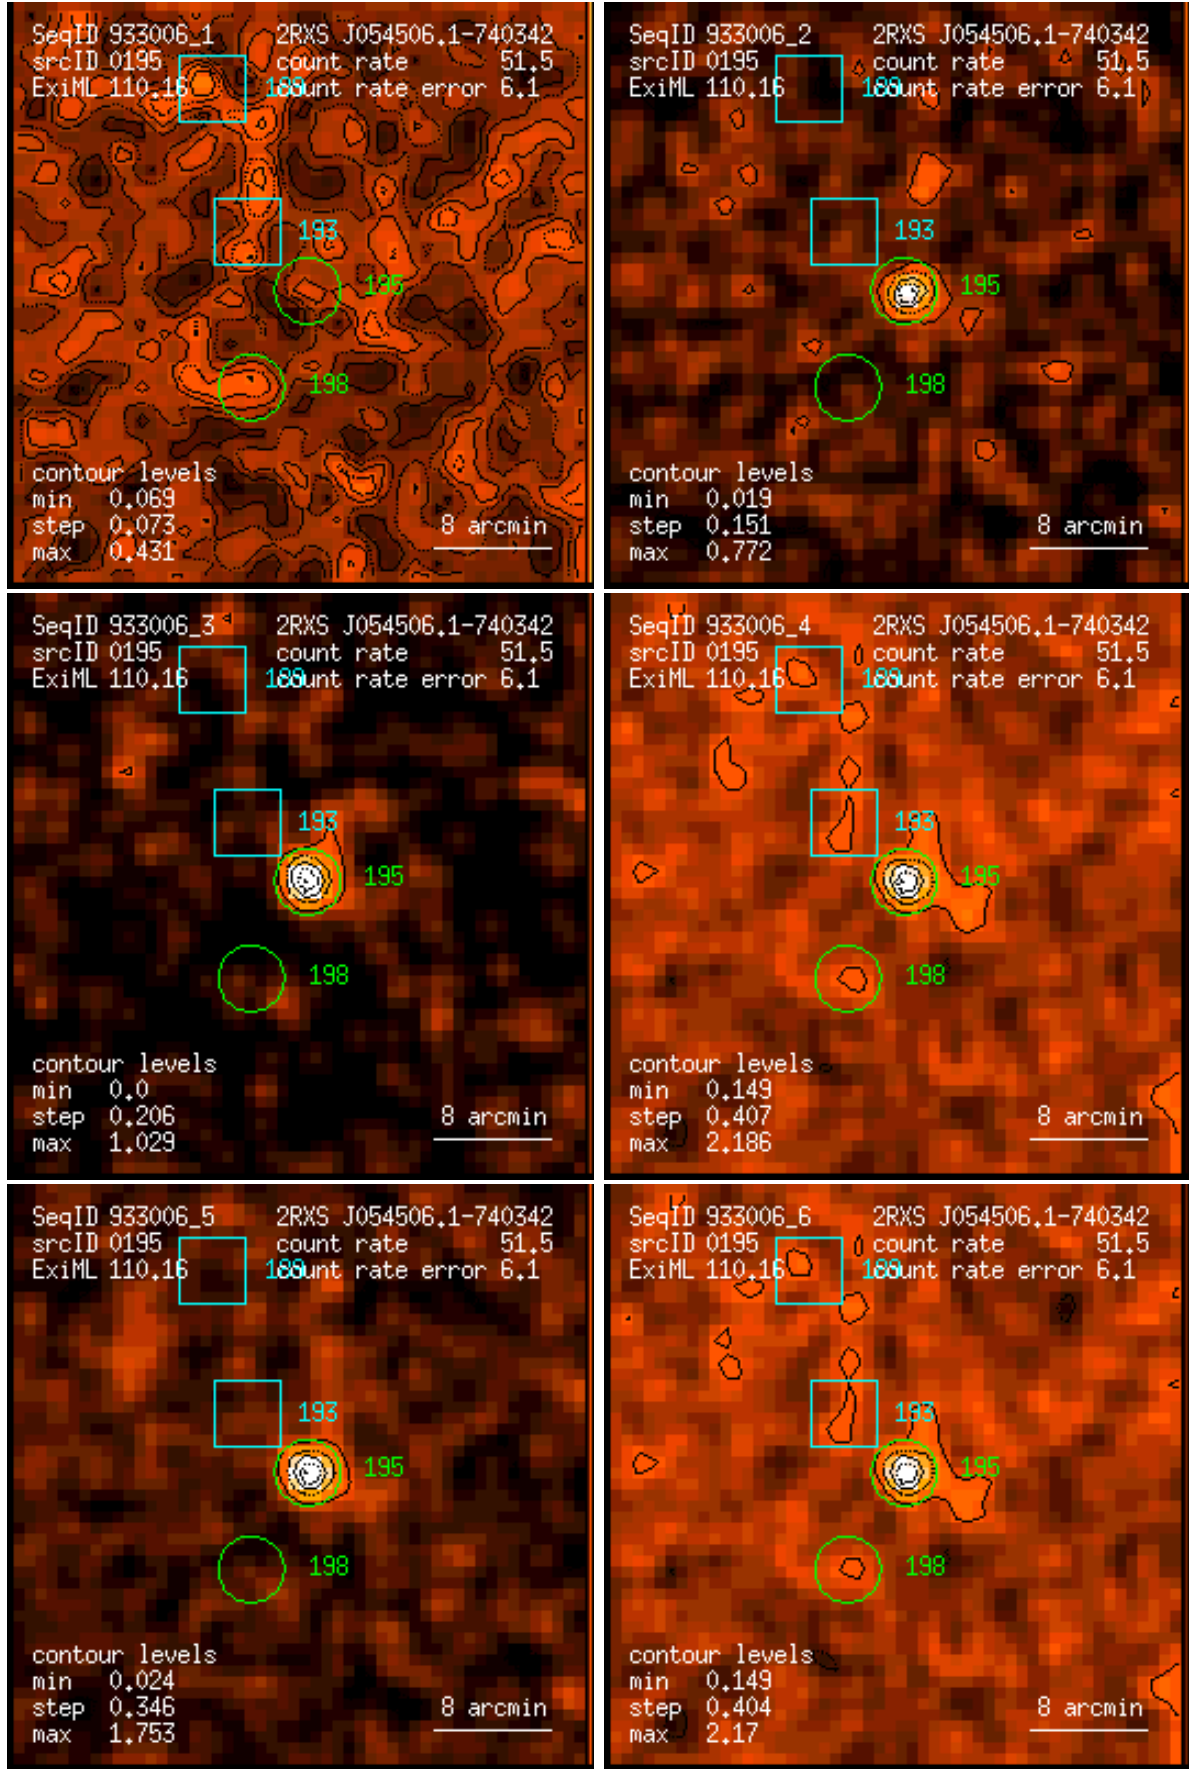 SeqID 933006_1 2RXS J054506.1-740342
srcID 0195 count rate 51.5
ExiML 110.16 189 count rate error 6.1
193
195
198
contour levels
min 0.069
step 0.073 8 arcmin
max 0.431
SeqID 933006_2 2RXS J054506.1-740342
srcID 0195 count rate 51.5
ExiML 110.16 189 count rate error 6.1
193
195
198
contour levels
min 0.019
step 0.151 8 arcmin
max 0.772
SeqID 933006_3 2RXS J054506.1-740342
srcID 0195 count rate 51.5
ExiML 110.16 189 count rate error 6.1
193
195
198
contour levels
min 0.0
step 0.206 8 arcmin
max 1.029
SeqID 933006_4 2RXS J054506.1-740342
srcID 0195 count rate 51.5
ExiML 110.16 189 count rate error 6.1
193
195
198
contour levels
min 0.149
step 0.407 8 arcmin
max 2.186
SeqID 933006_5 2RXS J054506.1-740342
srcID 0195 count rate 51.5
ExiML 110.16 189 count rate error 6.1
193
195
198
contour levels
min 0.024
step 0.346 8 arcmin
max 1.753
SeqID 933006_6 2RXS J054506.1-740342
srcID 0195 count rate 51.5
ExiML 110.16 189 count rate error 6.1
193
195
198
contour levels
min 0.149
step 0.404 8 arcmin
max 2.17